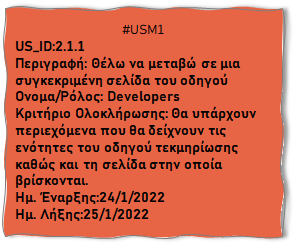 #USM1
US_ID:2.1.1
Περιγραφή: Θέλω να μεταβώ σε μια
συγκεκριμένη σελίδα του οδηγού
Ονομα/Ρόλος: Developers
Κριτήριο Ολοκλήρωσης: Θα υπάρχουν
περιεχόμενα που θα δείχνουν τις
ενότητες του οδηγού τεκμηρίωσης
καθώς και τη σελίδα στην οποία
βρίσκονται.
Ημ. Έναρξης:24/1/2022
Ημ. Λήξης:25/1/2022